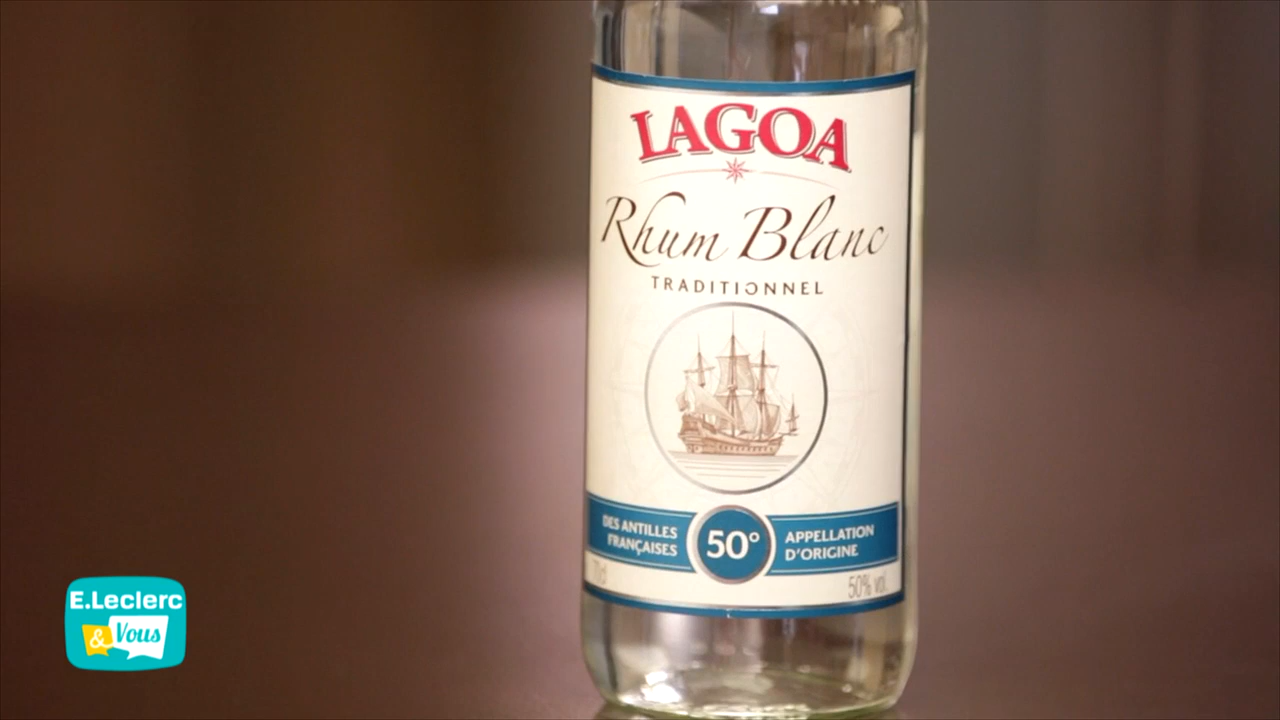 LAGOA
Rhum Blanc
TRADITIONNEL
DES ANTILLES
FRANÇAISES
50°
APPELLATION
D'ORIGINE
70cl
50% vol.
E.Leclerc
& Vous